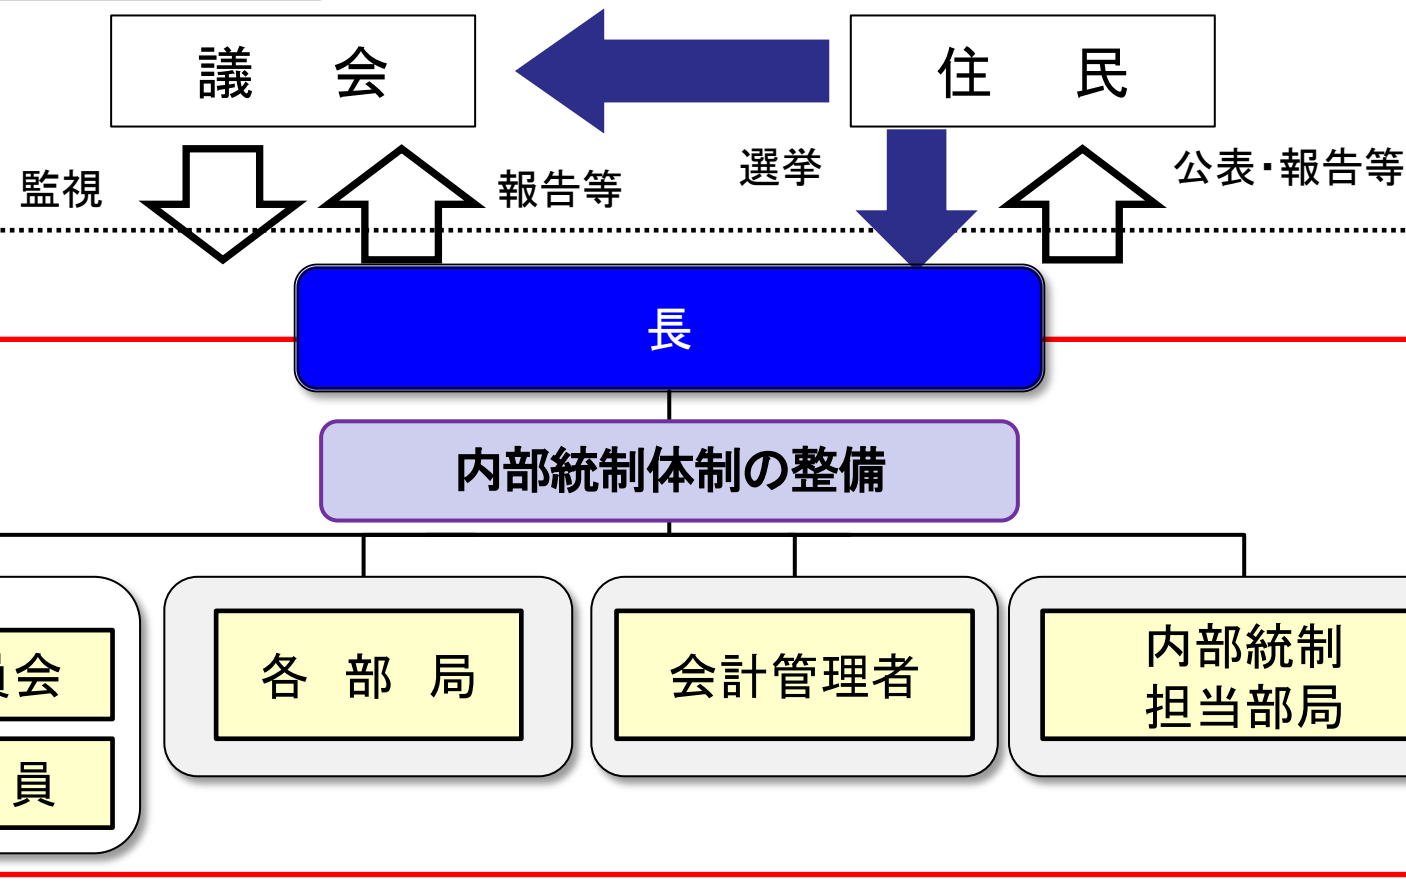 議　会
住　民
監視
報告等
選挙
公表・報告等
長
内部統制体制の整備
員会
員
各 部 局
会計管理者
内部統制
担当部局